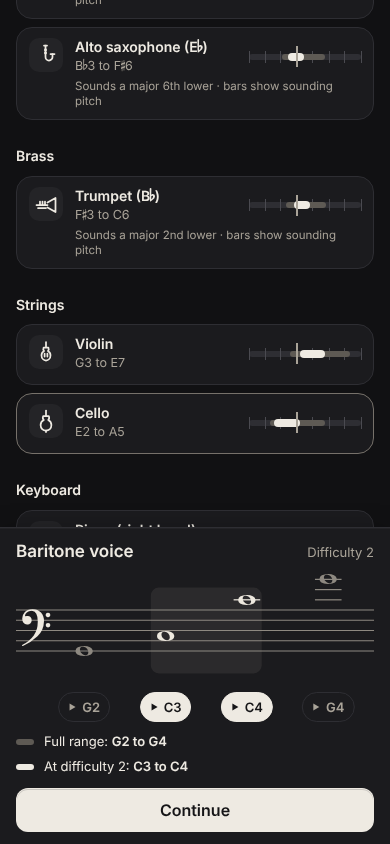 pitch
Alto saxophone (E♭)
B♭3 to F♯6
Sounds a major 6th lower · bars show sounding
pitch
Brass
Trumpet (B♭)
F♯3 to C6
Sounds a major 2nd lower · bars show sounding
pitch
Strings
Violin
G3 to E7
Cello
E2 to A5
Keyboard
Baritone voice
Difficulty 2
G2
C3
C4
G4
Full range: G2 to G4
At difficulty 2: C3 to C4
Continue